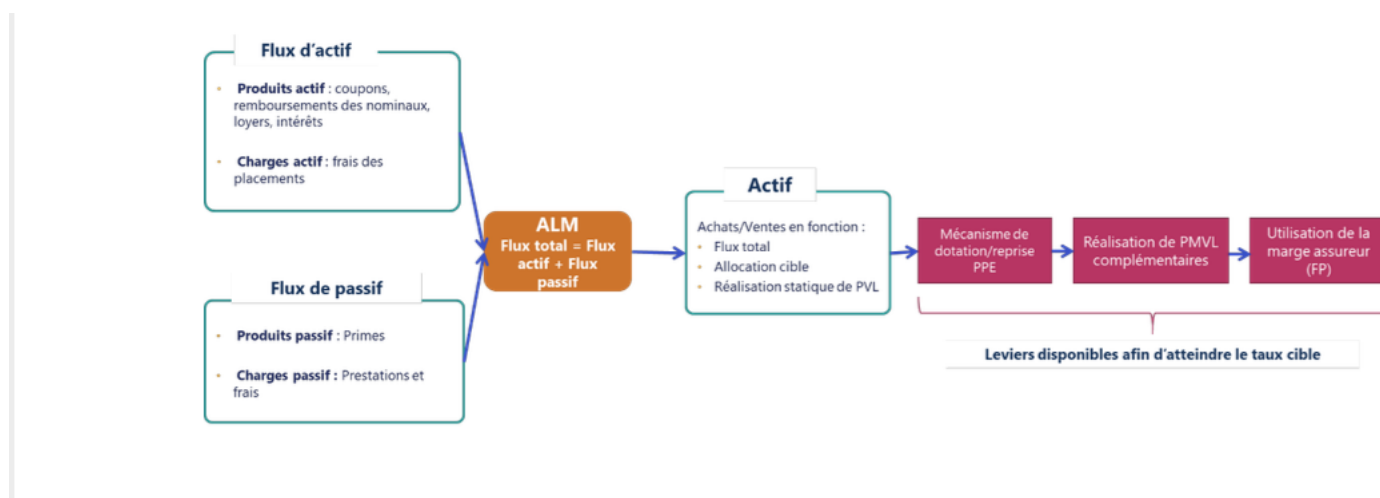 Flux d'actif
• Produits actif : coupons,
remboursements des nominaux,
loyers, intérêts
• Charges actif : frais des
placements
Flux de passif
• Produits passif : Primes
• Charges passif : Prestations et
frais
ALM
Flux total = Flux
actif + Flux
passif
Actif
Achats/Ventes en fonction :
• Flux total
• Allocation cible
• Réalisation statique de PVL
Mécanisme de
dotation/reprise
PPE
Réalisation de PMVL
complémentaires
Utilisation de la
marge assureur
(FP)
Leviers disponibles afin d'atteindre le taux cible